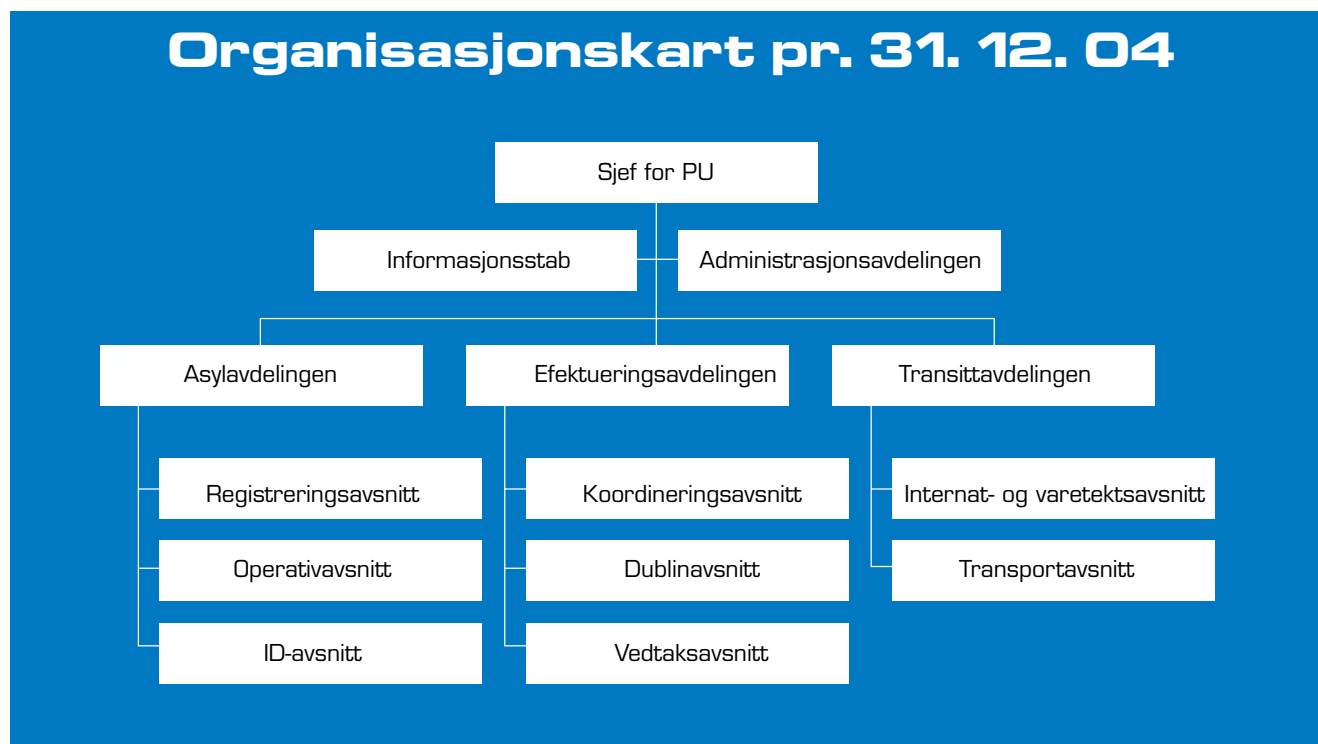 Organisasjonskart pr. 31. 12. 04
Sjef for PU
Informasjonsstab
Administrasjonsavdelingen
Asylavdelingen
Efektueringsavdelingen
Transittavdelingen
Registreringsavsnitt
Koordineringsavsnitt
Internat- og varetektsavsnitt
Operativavsnitt
Dublinavsnitt
Transportavsnitt
ID-avsnitt
Vedtaksavsnitt